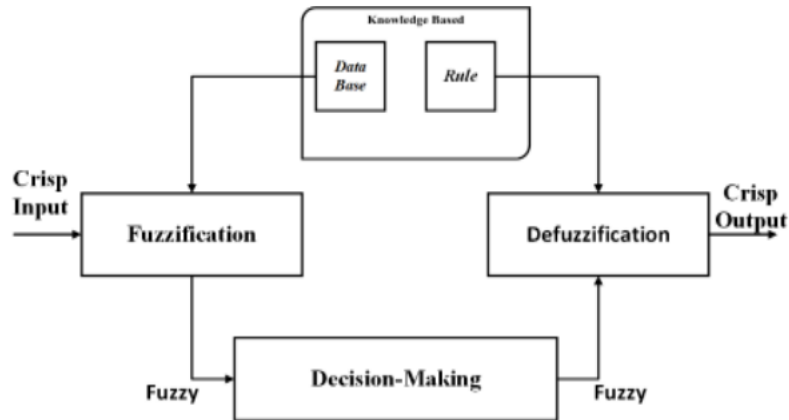 Knowledge Based
Data
Base
Rule
Crisp
Input
Fuzzification
Defuzzification
Crisp
Output
Decision-Making
Fuzzy
Fuzzy